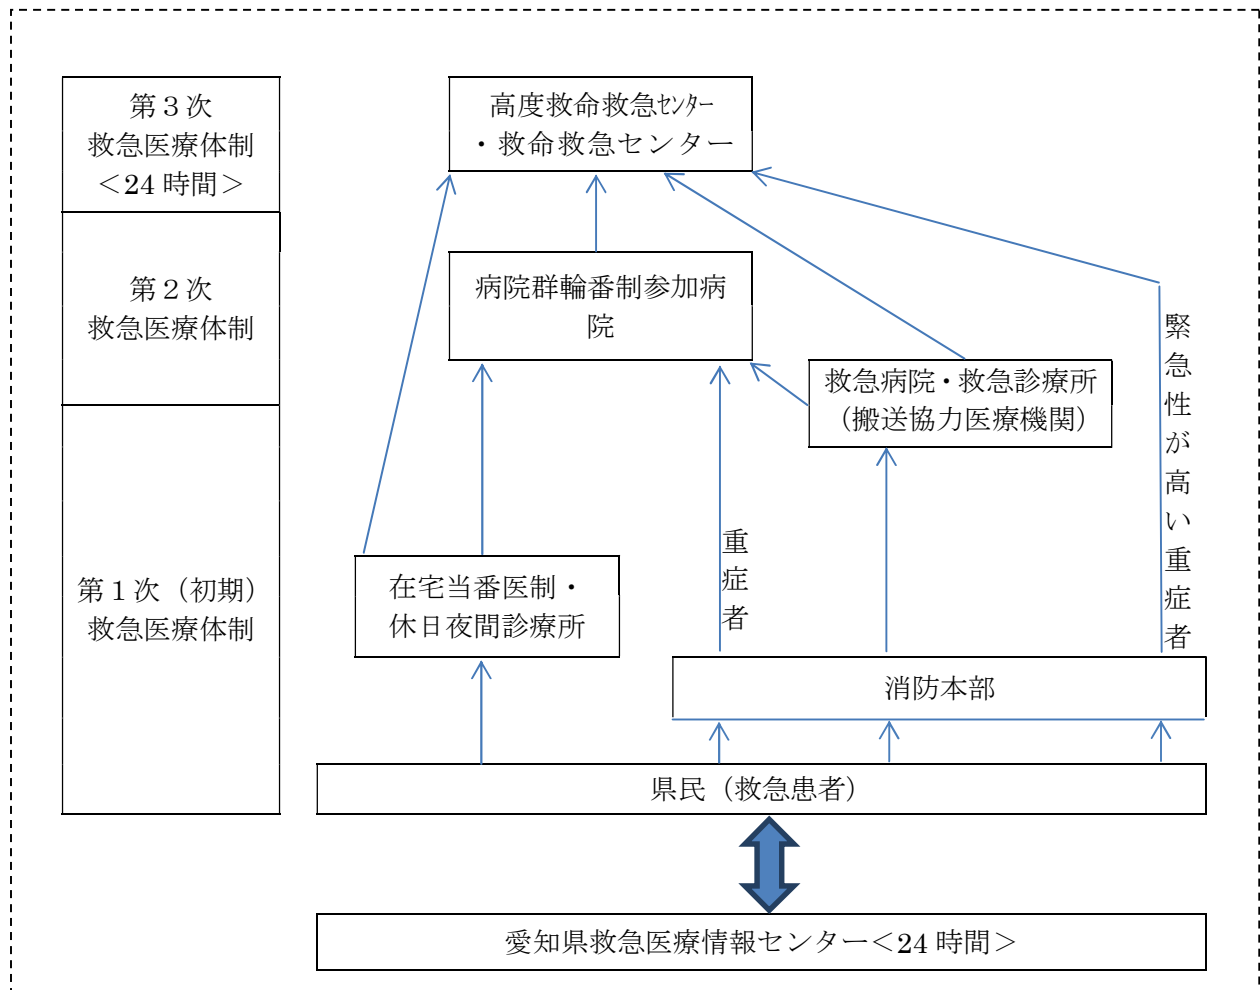 第３次
救急医療体制
＜24 時間＞
高度救命救急ｾﾝﾀｰ
・救命救急センター
第２次
救急医療体制
病院群輪番制参加病
院
救急病院・救急診療所
（搬送協力医療機関）
緊急性が高い重症者
重症者
第１次（初期）
救急医療体制
在宅当番医制・
休日夜間診療所
消防本部
県民（救急患者）
愛知県救急医療情報センター＜24 時間＞